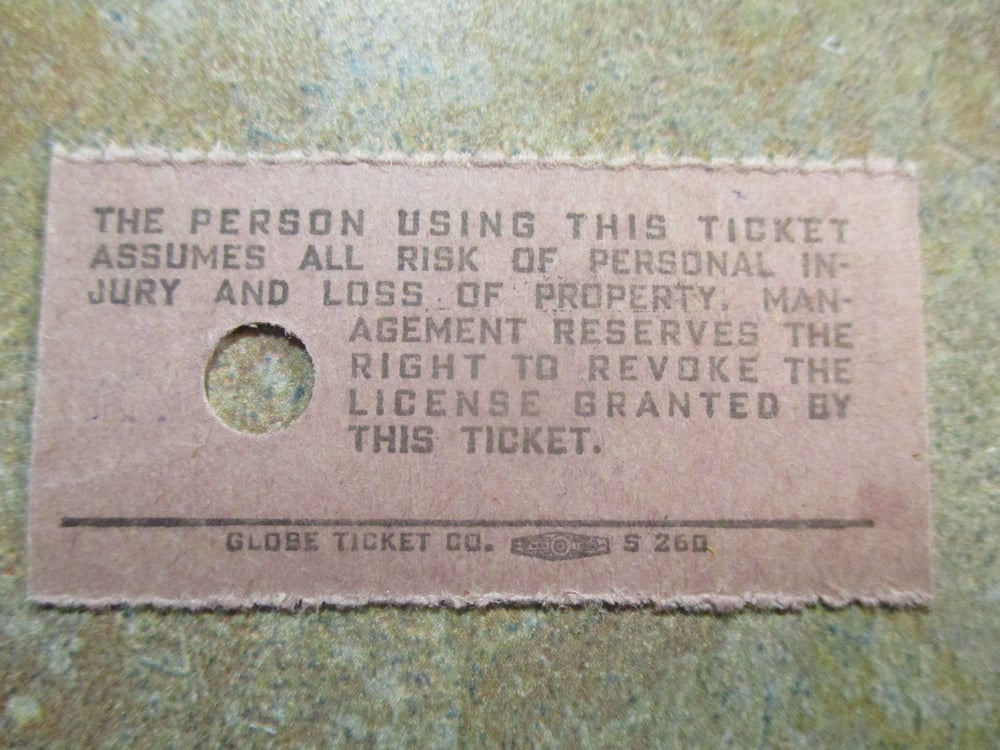 THE PERSON USING THIS TICKET
ASSUMES ALL RISK OF PERSONAL IN-
JURY AND LOSS OF PROPERTY. MAN-
AGEMENT RESERVES THE
RIGHT TO REVOKE THE
LICENSE GRANTED BY
THIS TICKET.
GLOBE TICKET CO. S 260